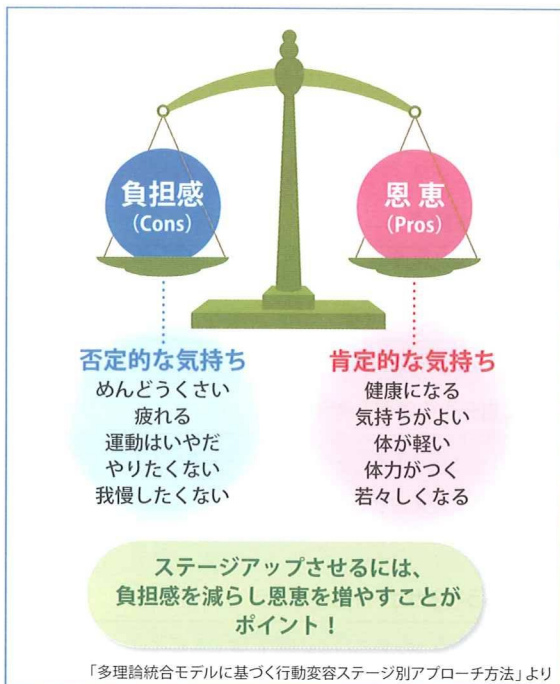 負担感
(Cons)
恩恵
(Pros)
否定的な気持ち
めんどうくさい
疲れる
運動はいやだ
やりたくない
我慢したくない
肯定的な気持ち
健康になる
気持ちがよい
体が軽い
体力がつく
若々しくなる
ステージアップさせるには、
負担感を減らし恩恵を増やすことが
ポイント！
「多理論統合モデルに基づく行動変容ステージ別アプローチ方法」より